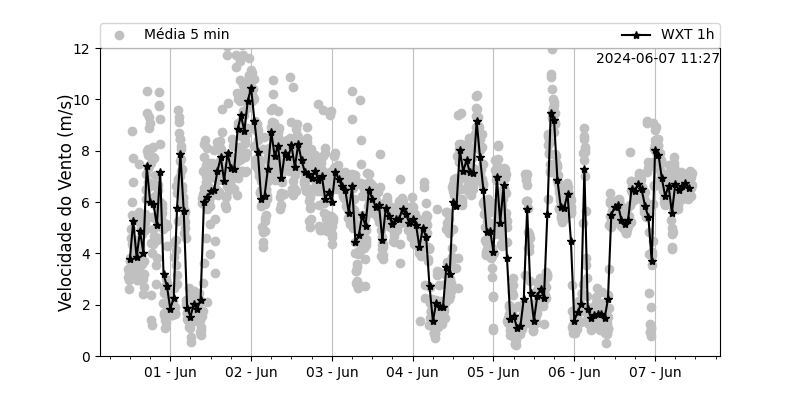 Média 5 min
WXT 1h
2024-06-07 11:27
Velocidade do Vento (m/s)
12
10
8
6
4
2
0
01 - Jun
02 - Jun
03 - Jun
04 - Jun
05 - Jun
06 - Jun
07 - Jun